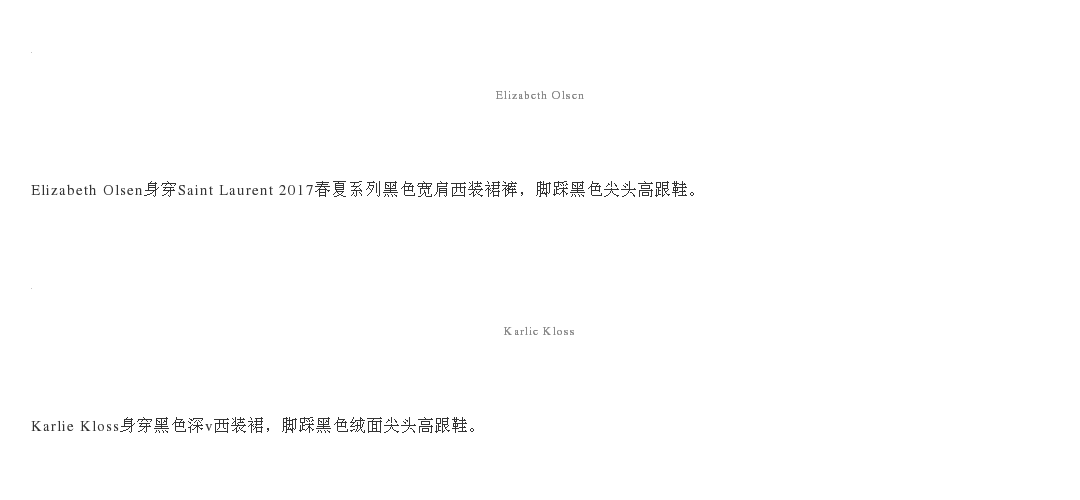 Elizabeth Olsen
Elizabeth Olsen身穿Saint Laurent 2017春夏系列黑色宽肩西装裙裤，脚踩黑色尖头高跟鞋。
Karlie Kloss
Karlie Kloss身穿黑色深v西装裙，脚踩黑色绒面尖头高跟鞋。